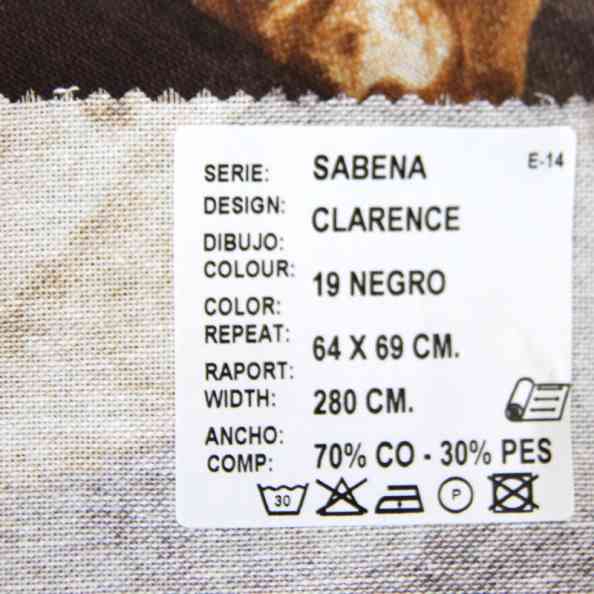 SERIE: SABENA E-14
DESIGN:
DIBUJO: CLARENCE
COLOUR:
COLOR: 19 NEGRO
REPEAT:
RAPORT: 64 X 69 CM.
WIDTH: 280 CM.
ANCHO:
COMP: 70% CO - 30% PES
30 P